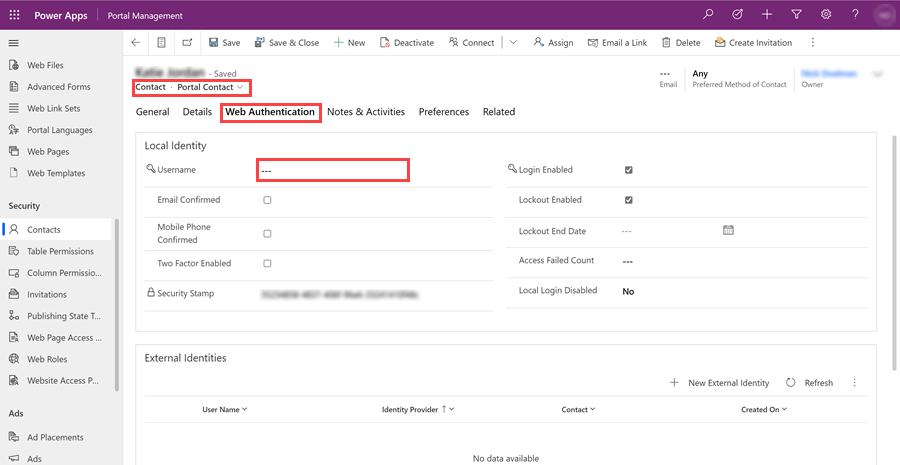 Power Apps Portal Management
Save Save & Close New Deactivate Connect Assign Email a Link Delete Create Invitation
Web Files
Advanced Forms
Web Link Sets
Portal Languages
Web Pages
Web Templates
Security
Contacts
Table Permissions
Column Permissio...
Invitations
Publishing State T...
Web Page Access ...
Web Roles
Website Access P...
Ads
Ad Placements
Ads
- Saved
Contact · Portal Contact
---
Email
Any
Preferred Method of Contact
Owner
General Details Web Authentication Notes & Activities Preferences Related
Local Identity
Username ---
Email Confirmed
Mobile Phone
Confirmed
Two Factor Enabled
Security Stamp
Login Enabled
Lockout Enabled
Lockout End Date ---
Access Failed Count ---
Local Login Disabled No
External Identities
New External Identity Refresh
User Name Identity Provider ↑ Contact Created On
No data available